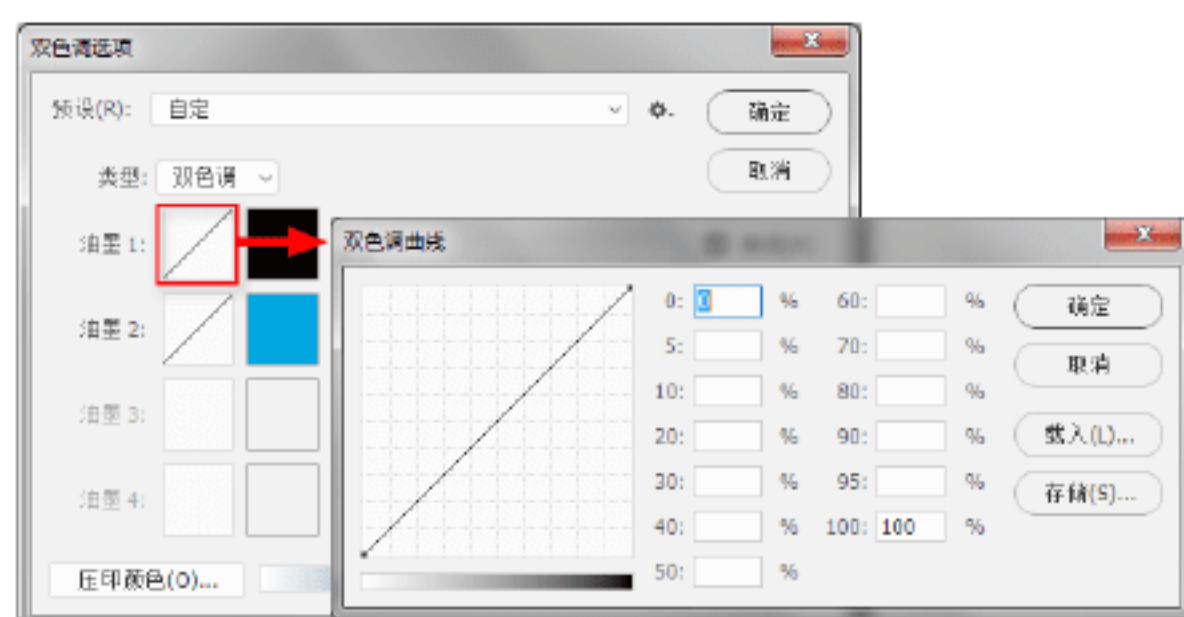 双色调选项
预设(R): 自定
确定
类型: 双色调
取消
油墨 1:
油墨 2:
油墨 3:
油墨 4:
压印颜色(O)...
双色调曲线
0: 0 % 60: %
5: % 70: %
10: % 80: %
20: % 90: %
30: % 95: %
40: % 100: 100 %
50: %
确定
取消
载入(L)...
存储(S)...